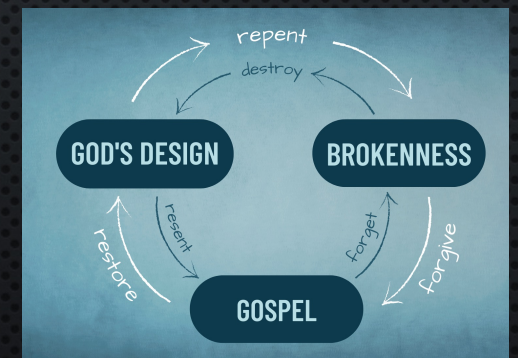 repent
destroy
GOD'S DESIGN
BROKENNESS
resent
forget
restore
forgive
GOSPEL